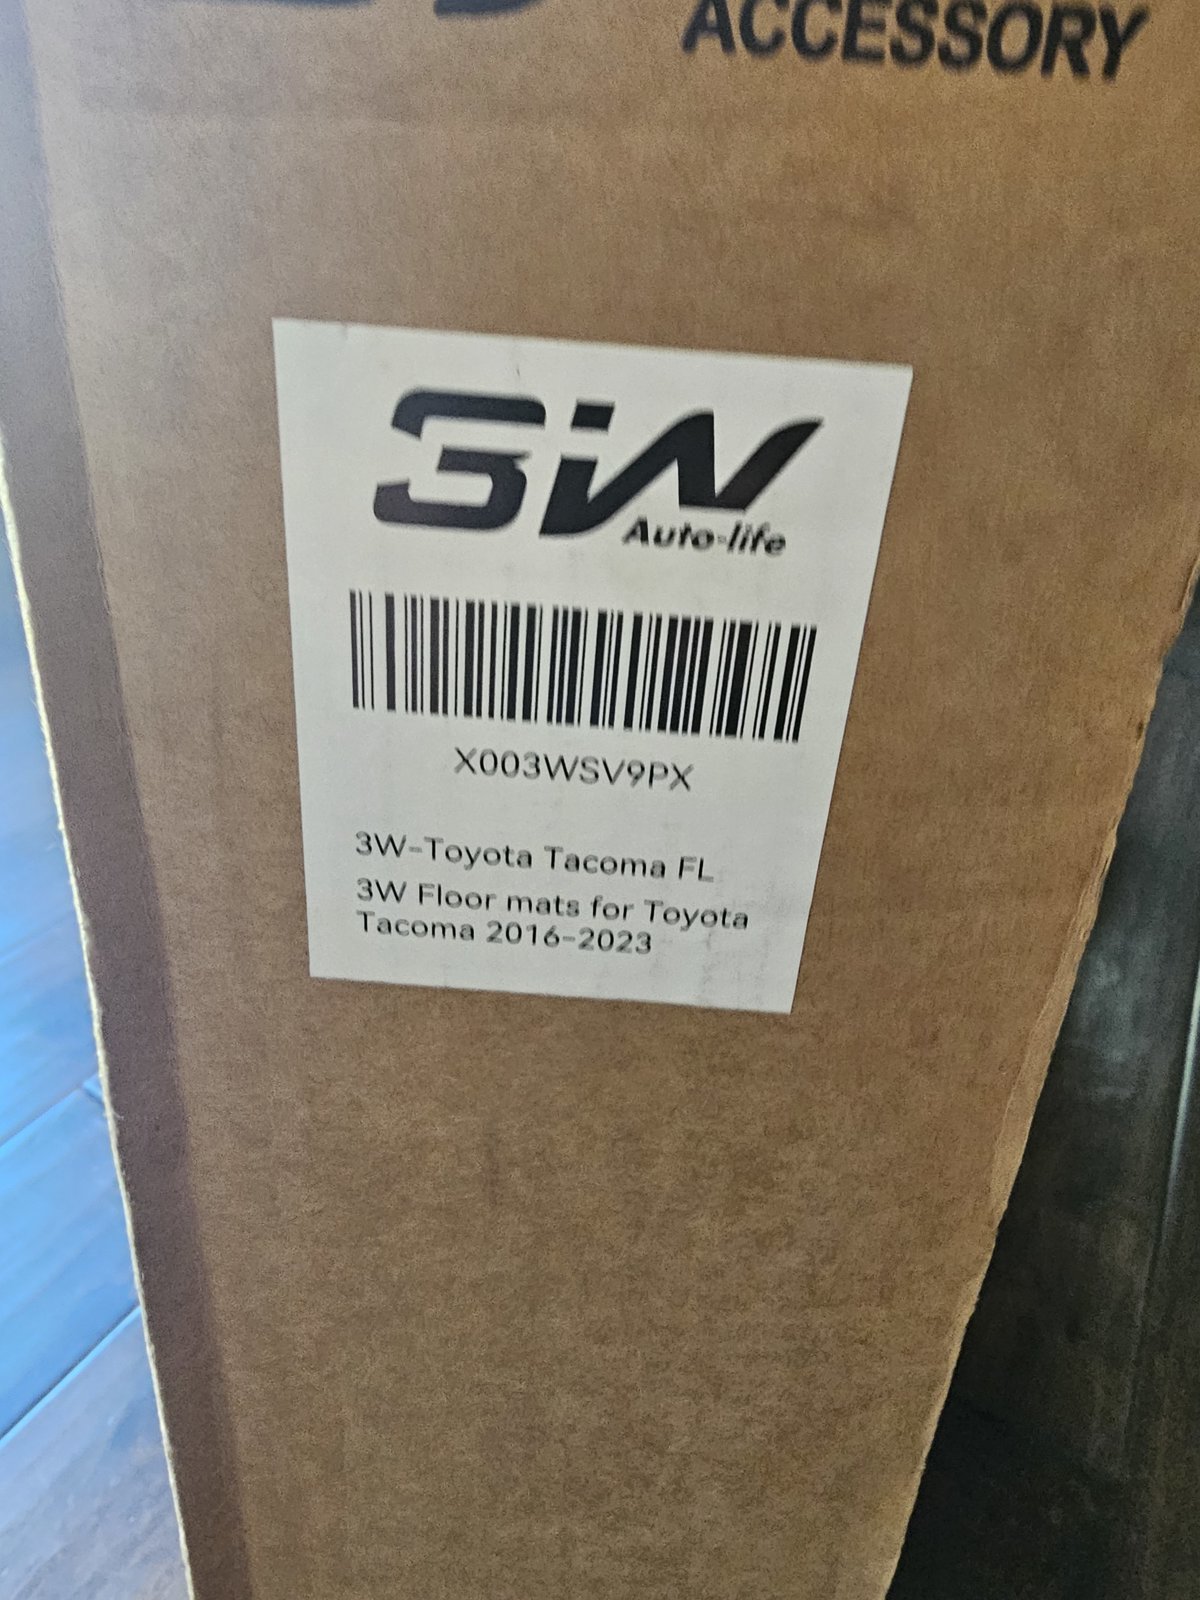 ACCESSORY
3W
Auto-life
X003WSV9PX
3W-Toyota Tacoma FL
3W Floor mats for Toyota
Tacoma 2016-2023